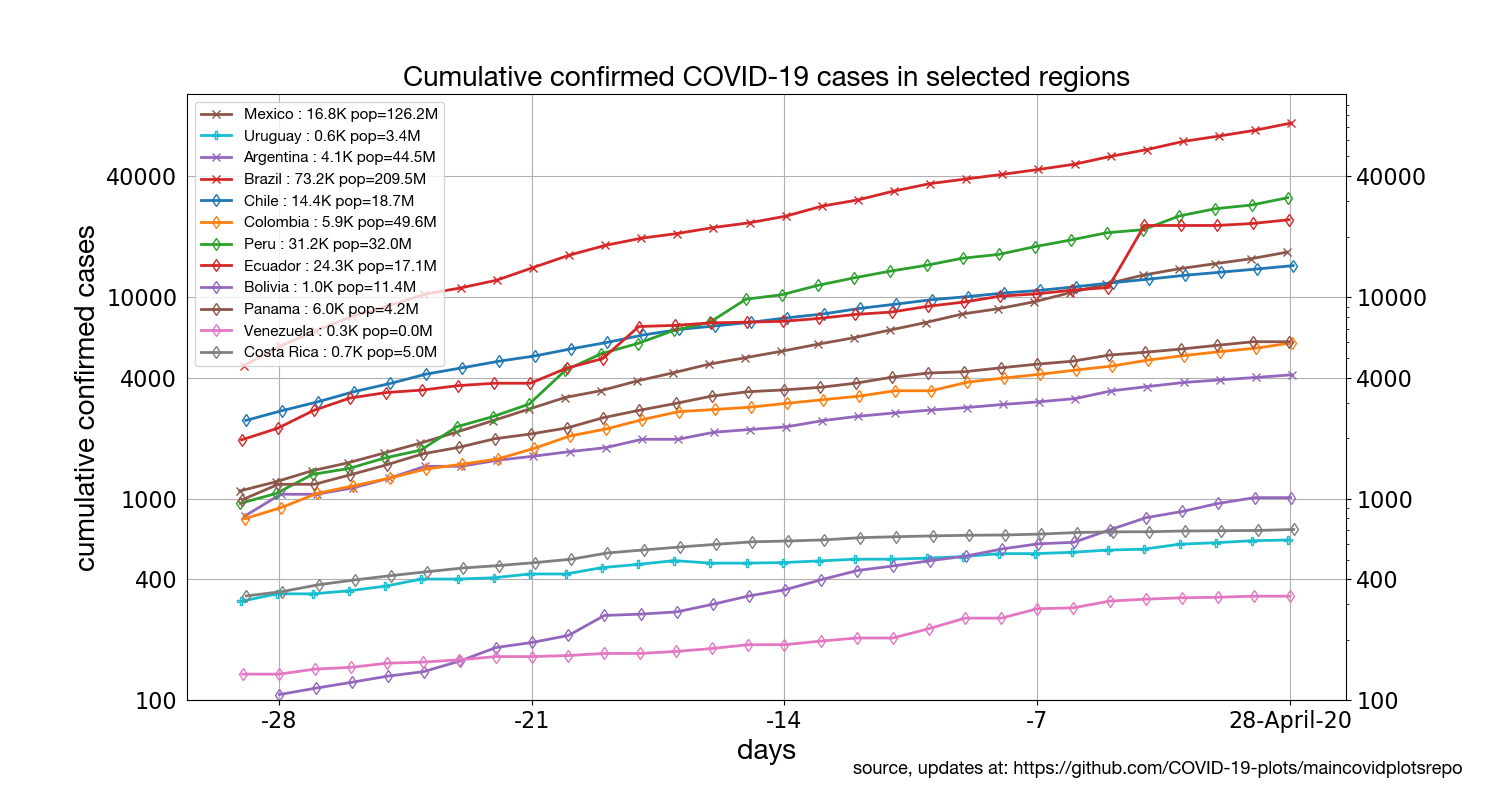 Cumulative confirmed COVID-19 cases in selected regions
Mexico : 16.8K pop=126.2M
Uruguay : 0.6K pop=3.4M
Argentina : 4.1K pop=44.5M
Brazil : 73.2K pop=209.5M
Chile : 14.4K pop=18.7M
Colombia : 5.9K pop=49.6M
Peru : 31.2K pop=32.0M
Ecuador : 24.3K pop=17.1M
Bolivia : 1.0K pop=11.4M
Panama : 6.0K pop=4.2M
Venezuela : 0.3K pop=0.0M
Costa Rica : 0.7K pop=5.0M
cumulative confirmed cases
40000
10000
4000
1000
400
100
40000
10000
4000
1000
400
100
-28 -21 -14 -7 28-April-20
days
source, updates at: https://github.com/COVID-19-plots/maincovidplotsrepo